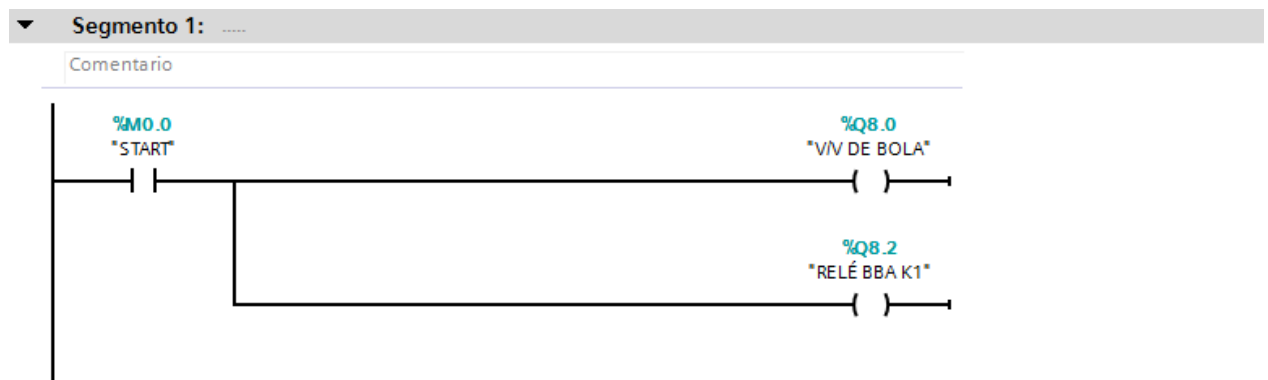 Segmento 1: .....
Comentario
%M0.0
"START"
%Q8.0
"V/V DE BOLA"
%Q8.2
"RELÉ BBA K1"